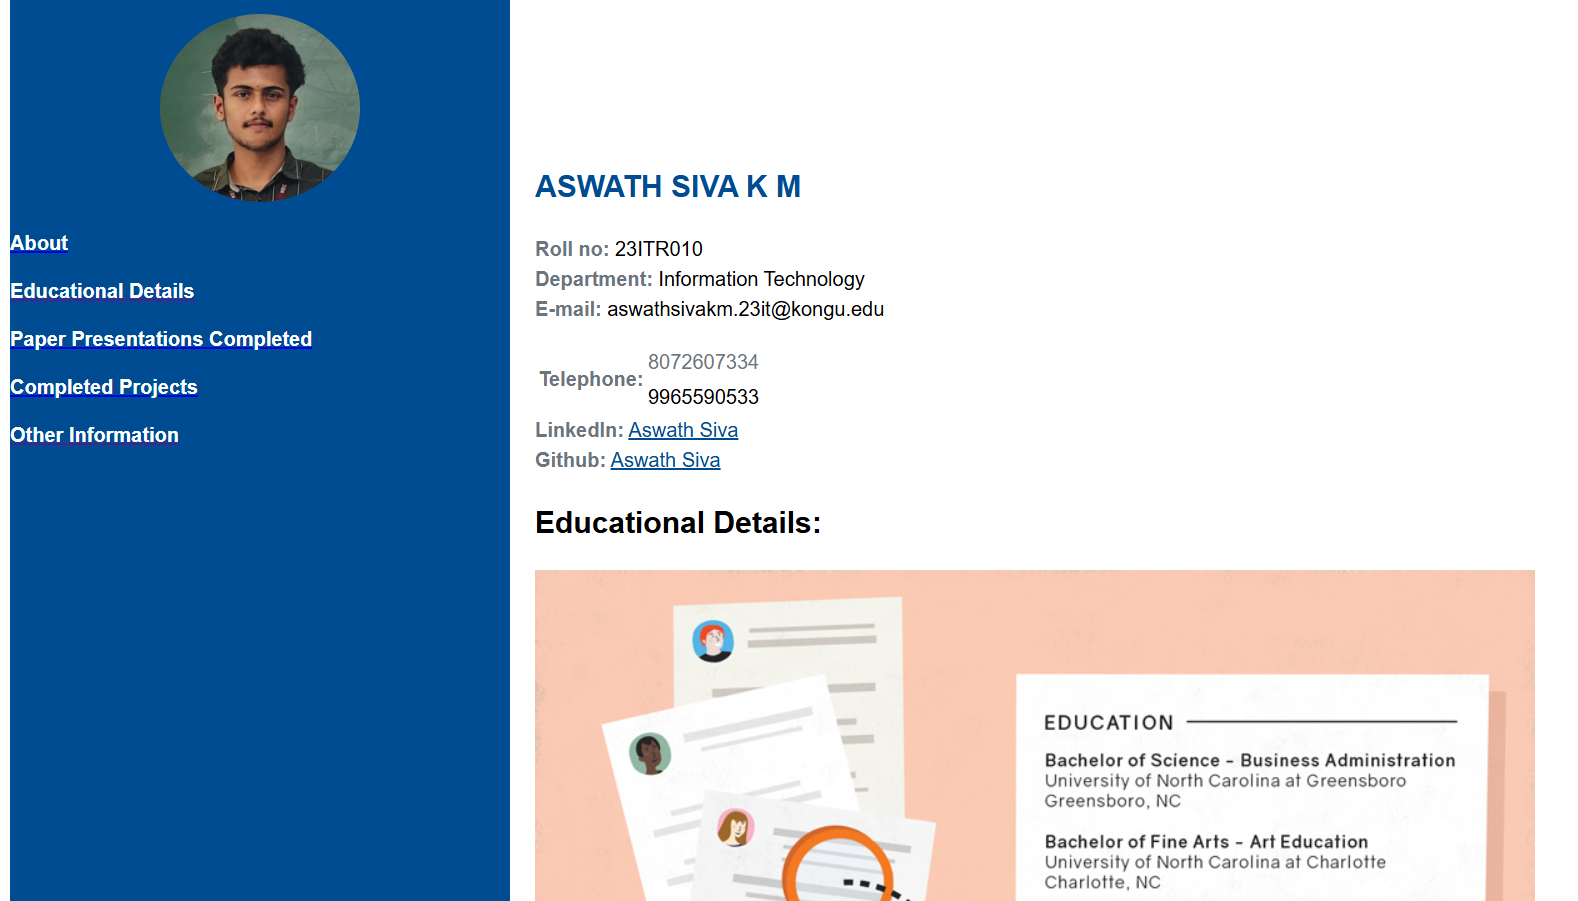 About
Educational Details
Paper Presentations Completed
Completed Projects
Other Information
ASWATH SIVA K M
Roll no: 23ITR010
Department: Information Technology
E-mail: aswathsivakm.23it@kongu.edu
Telephone:
8072607334
9965590533
LinkedIn: Aswath Siva
Github: Aswath Siva
Educational Details:
EDUCATION
Bachelor of Science - Business Administration
University of North Carolina at Greensboro
Greensboro, NC
Bachelor of Fine Arts - Art Education
University of North Carolina at Charlotte
Charlotte, NC